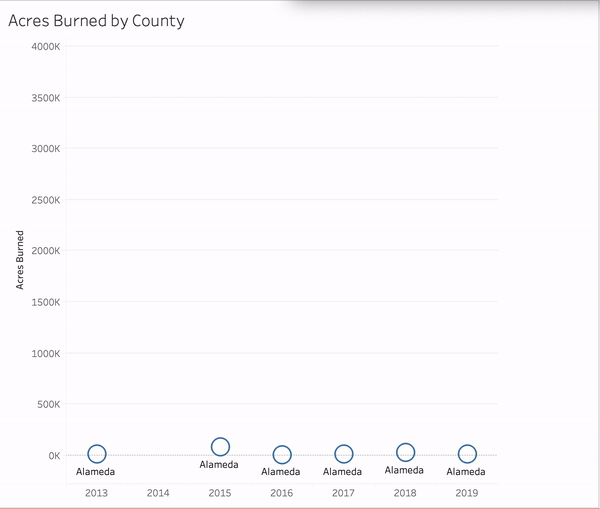 Acres Burned by County
4000K
3500K
3000K
2500K
2000K
1500K
1000K
500K
0K
Acres Burned
Alameda
Alameda
Alameda
Alameda
Alameda
Alameda
2013
2014
2015
2016
2017
2018
2019